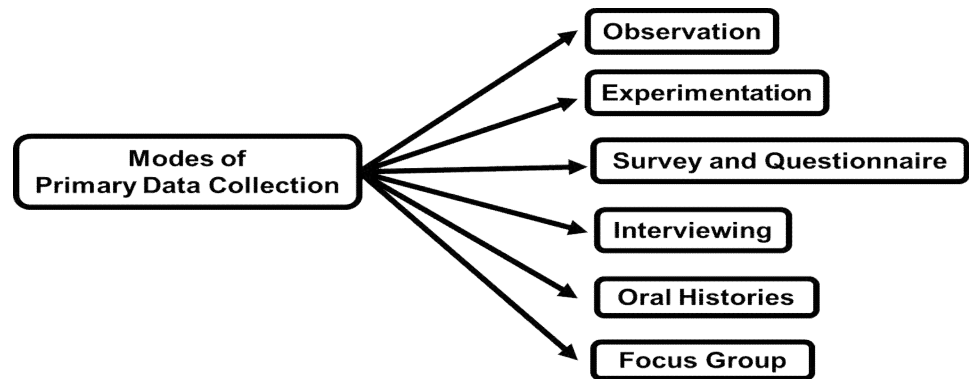 Modes of
Primary Data Collection
Observation
Experimentation
Survey and Questionnaire
Interviewing
Oral Histories
Focus Group